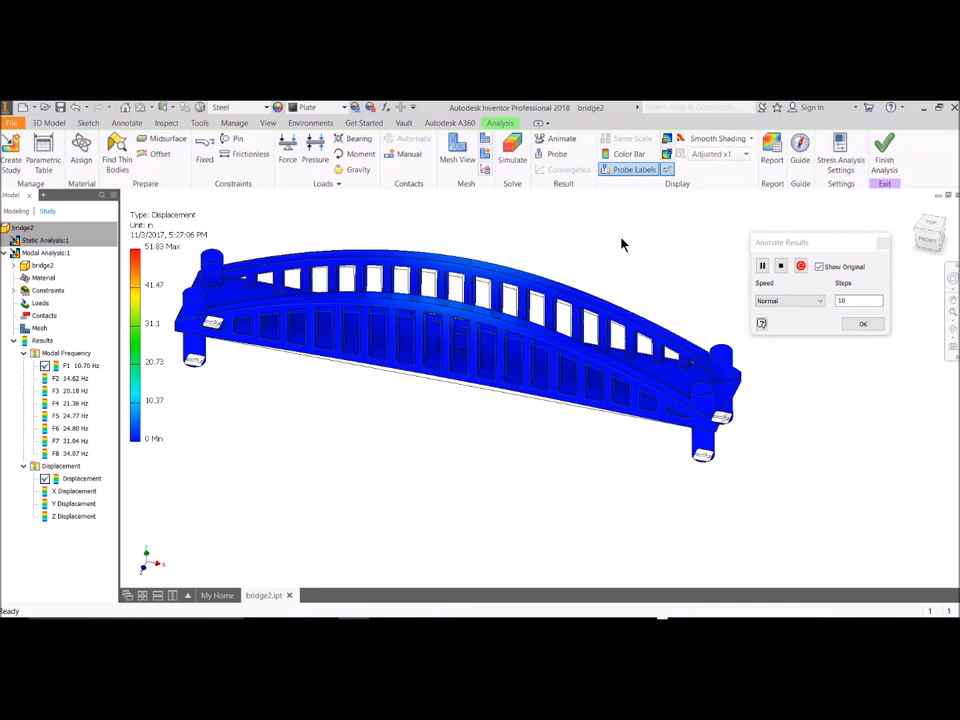 Steel
Plate
Autodesk Inventor Professional 2018 bridge2
Sign In
File
3D Model
Sketch
Annotate
Inspect
Tools
Manage
View
Environments
Get Started
Vault
Autodesk A360
Analysis
Create Study
Parametric Table
Manage
Assign
Material
Find Thin Bodies
Midsurface
Offset
Prepare
Fixed
Pin
Frictionless
Constraints
Force
Pressure
Bearing
Moment
Gravity
Loads
Automatic
Manual
Contacts
Mesh View
Mesh
Simulate
Solve
Animate
Probe
Convergence
Result
Same Scale
Color Bar
Probe Labels
Smooth Shading
Adjusted x1
Display
Report
Report
Guide
Guide
Stress Analysis Settings
Settings
Finish Analysis
Exit
Model
Modeling
Study
bridge2
Static Analysis:1
Modal Analysis:1
bridge2
Material
Constraints
Loads
Contacts
Mesh
Results
Modal Frequency
F1 10.70 Hz
F2 14.62 Hz
F3 20.18 Hz
F4 21.36 Hz
F5 24.77 Hz
F6 24.80 Hz
F7 31.04 Hz
F8 34.07 Hz
Displacement
Displacement
X Displacement
Y Displacement
Z Displacement
Type: Displacement
Unit: in
11/3/2017, 5:27:06 PM
51.83 Max
41.47
31.1
20.73
10.37
0 Min
TOP
FRONT
Animate Results
Show Original
Speed
Steps
Normal
10
OK
My Home
bridge2.ipt
Ready
1
1